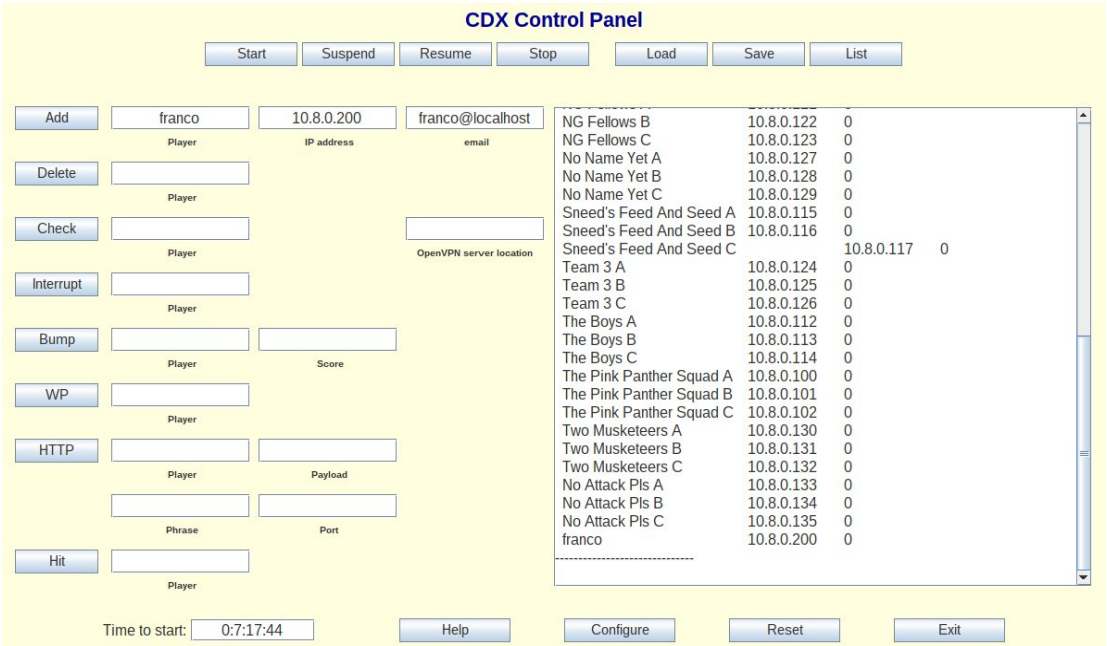 CDX Control Panel
Start Suspend Resume Stop Load Save List
Add franco 10.8.0.200 franco@localhost
Player IP address email
Delete
Player
Check
Player OpenVPN server location
Interrupt
Player
Bump
Player Score
WP
Player
HTTP
Player Payload
Phrase Port
Hit
Player
NG Fellows B 10.8.0.122 0
NG Fellows C 10.8.0.123 0
No Name Yet A 10.8.0.127 0
No Name Yet B 10.8.0.128 0
No Name Yet C 10.8.0.129 0
Sneed's Feed And Seed A 10.8.0.115 0
Sneed's Feed And Seed B 10.8.0.116 0
Sneed's Feed And Seed C 10.8.0.117 0
Team 3 A 10.8.0.124 0
Team 3 B 10.8.0.125 0
Team 3 C 10.8.0.126 0
The Boys A 10.8.0.112 0
The Boys B 10.8.0.113 0
The Boys C 10.8.0.114 0
The Pink Panther Squad A 10.8.0.100 0
The Pink Panther Squad B 10.8.0.101 0
The Pink Panther Squad C 10.8.0.102 0
Two Musketeers A 10.8.0.130 0
Two Musketeers B 10.8.0.131 0
Two Musketeers C 10.8.0.132 0
No Attack Pls A 10.8.0.133 0
No Attack Pls B 10.8.0.134 0
No Attack Pls C 10.8.0.135 0
franco 10.8.0.200 0
------------------------------
Time to start: 0:7:17:44 Help Configure Reset Exit